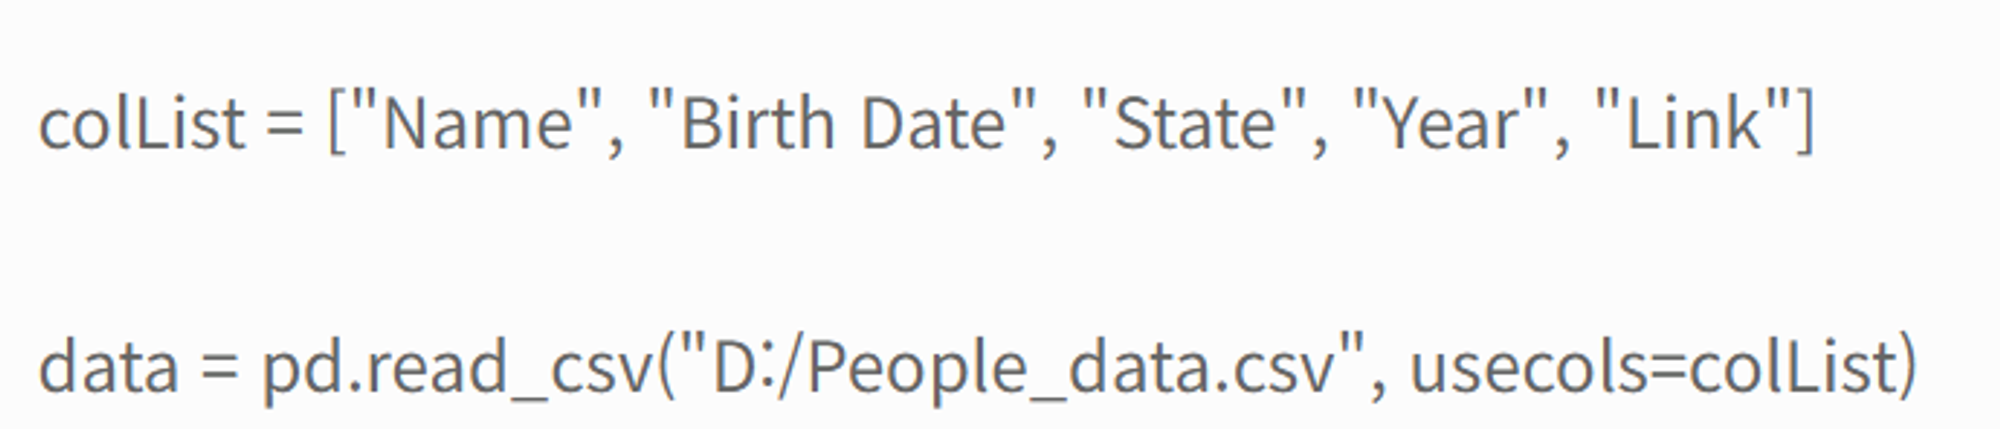 colList = ["Name", "Birth Date", "State", "Year", "Link"]
data = pd.read_csv("D:/People_data.csv", usecols=colList)